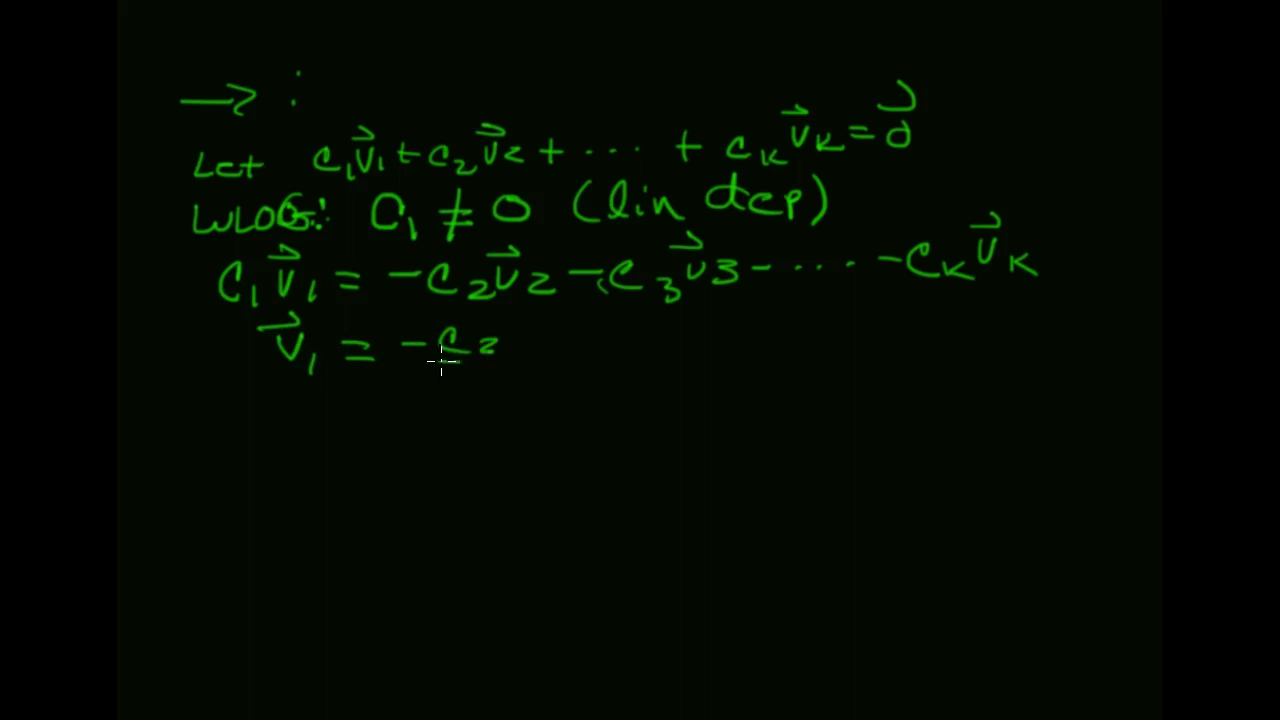 → :
Let c₁v⃗₁ + c₂v⃗₂ + ... + cₖv⃗ₖ = 0⃗
WLOG: C₁ ≠ 0 (lin dep)
c₁v⃗₁ = -c₂v⃗₂ - c₃v⃗₃ - .... - cₖv⃗ₖ
v⃗₁ = -c₂